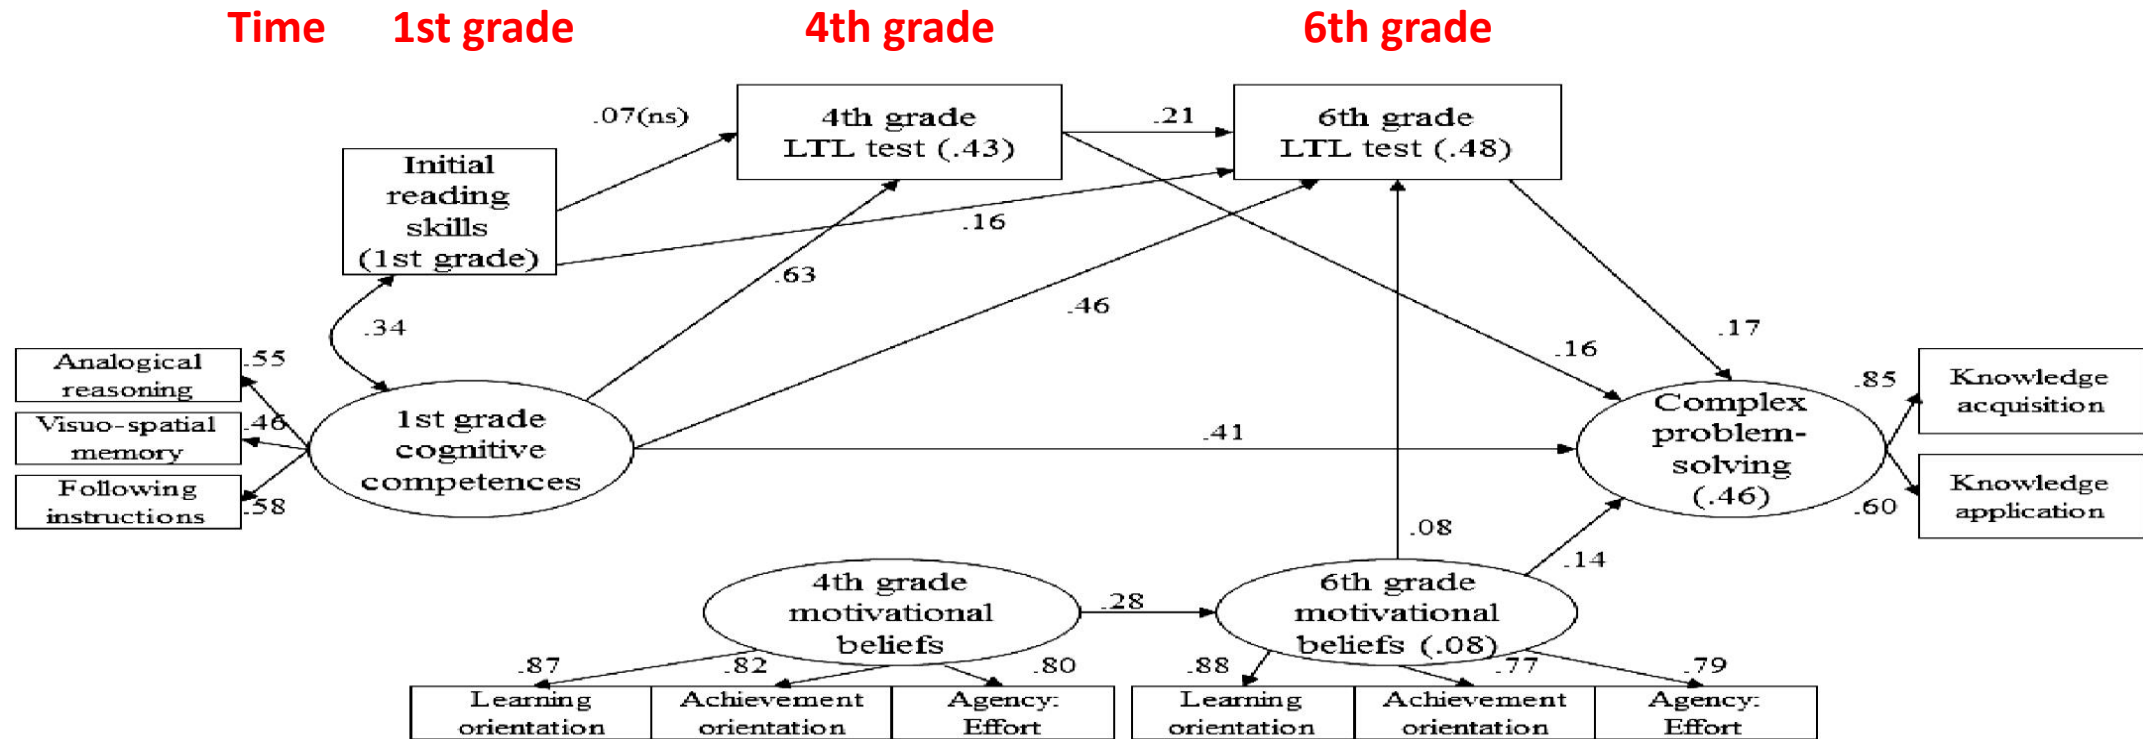 Time 1st grade 4th grade 6th grade
.07(ns)
4th grade
LTL test (.43)
.21
6th grade
LTL test (.48)
Initial
reading
skills
(1st grade)
.16
.63
.46
.34
.16
.17
Analogical
reasoning
.55
Visuo-spatial
memory
.46
Following
instructions
.58
1st grade
cognitive
competences
.41
Complex
problem-
solving
(.46)
.85
Knowledge
acquisition
.60
Knowledge
application
.08
.14
4th grade
motivational
beliefs
.28
6th grade
motivational
beliefs (.08)
.87
.82
.80
.88
.77
.79
Learning
orientation
Achievement
orientation
Agency:
Effort
Learning
orientation
Achievement
orientation
Agency:
Effort